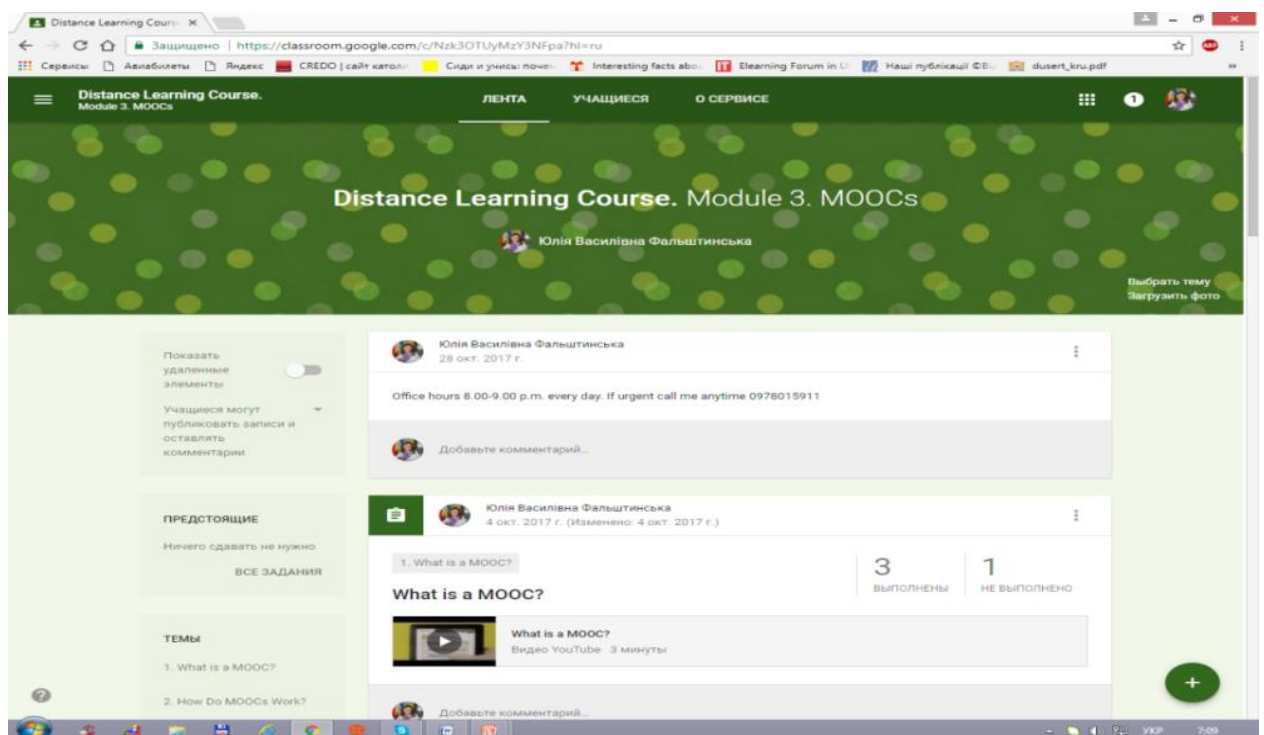 Distance Learning Cours
Защищено | https://classroom.google.com/c/Nzk3OTUyMzY3NFpa?hl=ru
Сервисы Авиабилеты Яндекс CREDO | сайт католи Сиди и учись: почем Interesting facts abo Elearning Forum in U Наші публікації dusert_kru.pdf »
Distance Learning Course.
Module 3. MOOCs
ЛЕНТА УЧАЩИЕСЯ О СЕРВИСЕ
1
Distance Learning Course. Module 3. MOOCs
Юлія Василівна Фальштинська
Выбрать тему
Загрузить фото
Показать
удаленные
элементы
Учащиеся могут
публиковать записи и
оставлять
комментарии
ПРЕДСТОЯЩИЕ
Ничего сдавать не нужно
ВСЕ ЗАДАНИЯ
ТЕМЫ
1. What is a MOOC?
2. How Do MOOCs Work?
Юлія Василівна Фальштинська
28 окт. 2017 г.
Office hours 8.00-9.00 p.m. every day. If urgent call me anytime 0978015911
Добавьте комментарий...
Юлія Василівна Фальштинська
4 окт. 2017 г. (Изменено: 4 окт. 2017 г.)
1. What is a MOOC?
3 1
ВЫПОЛНЕНЫ НЕ ВЫПОЛНЕНО
What is a MOOC?
What is a MOOC?
Видео YouTube 3 минуты
Добавьте комментарий...
УКР 7:09